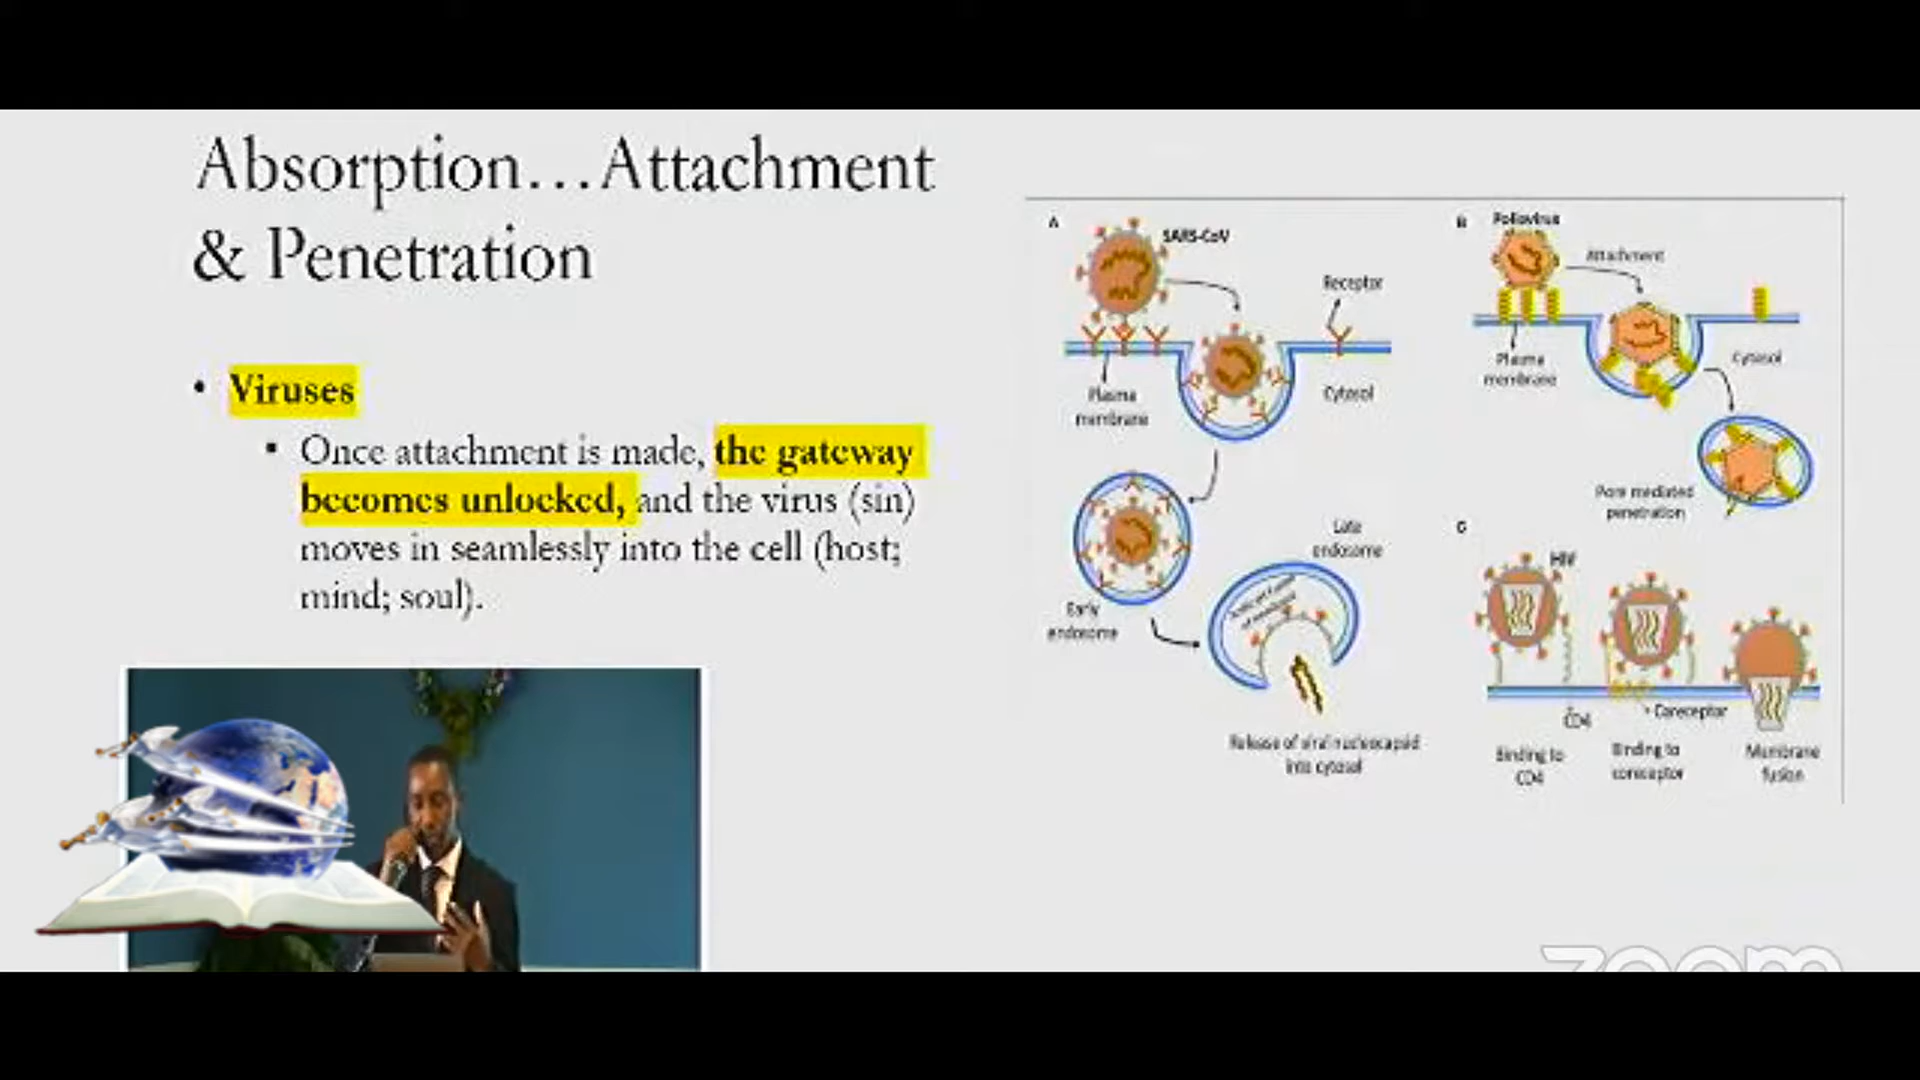 Absorption…Attachment
& Penetration
• Viruses
▪ Once attachment is made, the gateway
becomes unlocked, and the virus (sin)
moves in seamlessly into the cell (host;
mind; soul).
A
SARS-CoV
Receptor
Plasma
membrane
Cytosol
Early
endosome
Late
endosome
Release of viral nucleocapsid
into cytosol
B
Poliovirus
Attachment
Plasma
membrane
Cytosol
Pore mediated
penetration
C
HIV
CD4
Coreceptor
Binding to
CD4
Binding to
coreceptor
Membrane
fusion
zoom